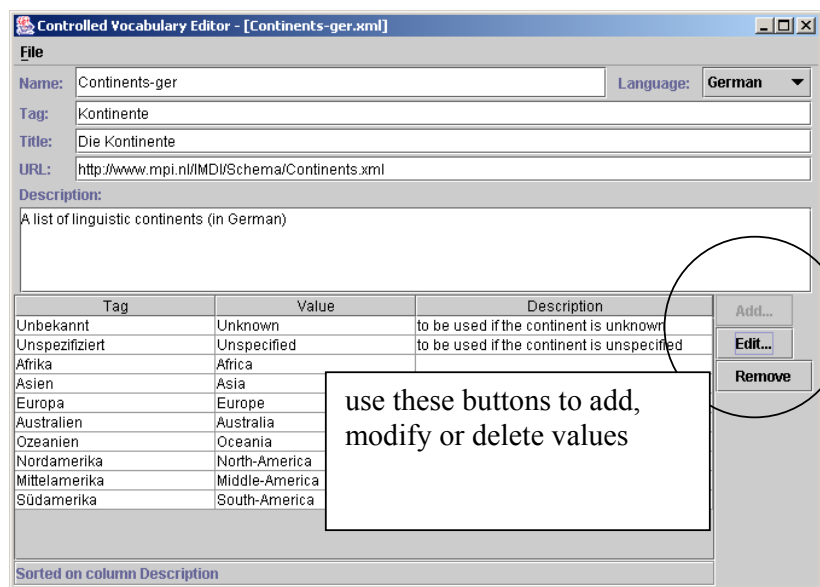 Controlled Vocabulary Editor - [Continents-ger.xml]
File
Name: Continents-ger Language: German
Tag: Kontinente
Title: Die Kontinente
URL: http://www.mpi.nl/IMDI/Schema/Continents.xml
Description:
A list of linguistic continents (in German)
Tag Value Description
Add...
Unbekannt Unknown to be used if the continent is unknown
Unspezifiziert Unspecified to be used if the continent is unspecified
Edit...
Afrika Africa
Asien Asia
Remove
Europa Europe
Australien Australia
Ozeanien Oceania
Nordamerika North-America
Mittelamerika Middle-America
Südamerika South-America
use these buttons to add,
modify or delete values
Sorted on column Description